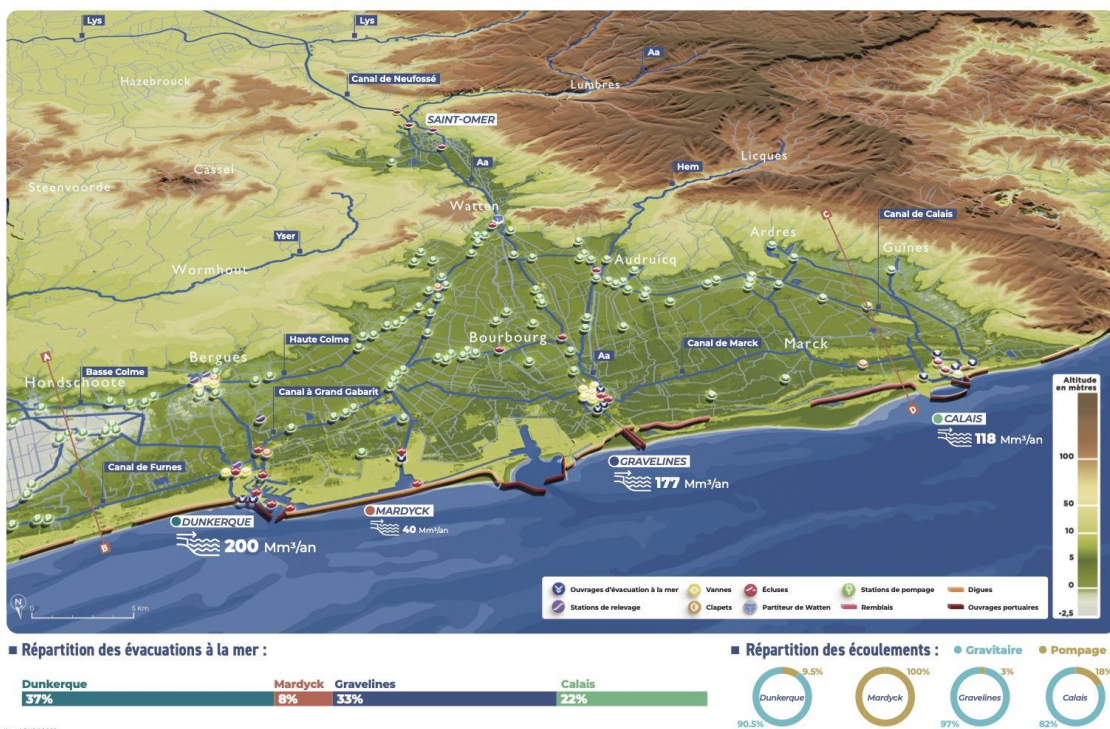 Lys
Lys
Aa
Hazebrouck
Canal de Neufossé
Lumbres
SAINT-OMER
Aa
Licques
Hem
Cassel
Steenvoorde
Watten
Canal de Calais
Ardres
Guînes
Yser
Audruicq
Wormhout
Haute Colme
Bourbourg
Canal de Marck
Marck
Bergues
A
Basse Colme
Aa
Hondschoote
Canal à Grand Gabarit
C
D
Canal de Furnes
B
CALAIS
118 Mm³/an
GRAVELINES
177 Mm³/an
MARDYCK
40 Mm³/an
DUNKERQUE
200 Mm³/an
Altitude
en mètres
100
50
10
5
0
-2,5
N
0 5 Km
Ouvrages d'évacuation à la mer
Vannes
Écluses
Stations de pompage
Digues
Stations de relevage
Clapets
Partiteur de Watten
Remblais
Ouvrages portuaires
Répartition des évacuations à la mer :
Dunkerque Mardyck Gravelines Calais
37% 8% 33% 22%
Répartition des écoulements : Gravitaire Pompage
9.5% 100% 3% 18%
Dunkerque Mardyck Gravelines Calais
90.5% 97% 82%